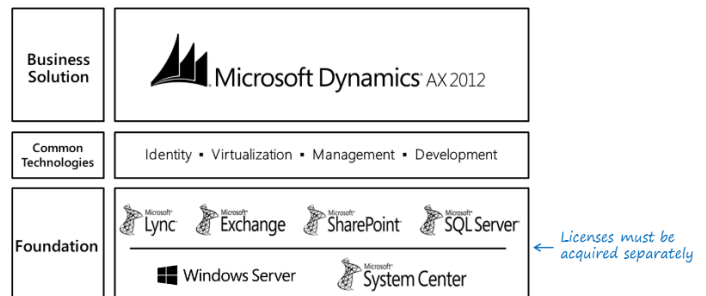 Business
Solution
Microsoft Dynamics AX 2012
Common
Technologies
Identity ▪ Virtualization ▪ Management ▪ Development
Foundation
Microsoft® Lync®
Microsoft® Exchange
Microsoft® SharePoint®
Microsoft® SQL Server®
Windows Server
Microsoft® System Center
Licenses must be
acquired separately